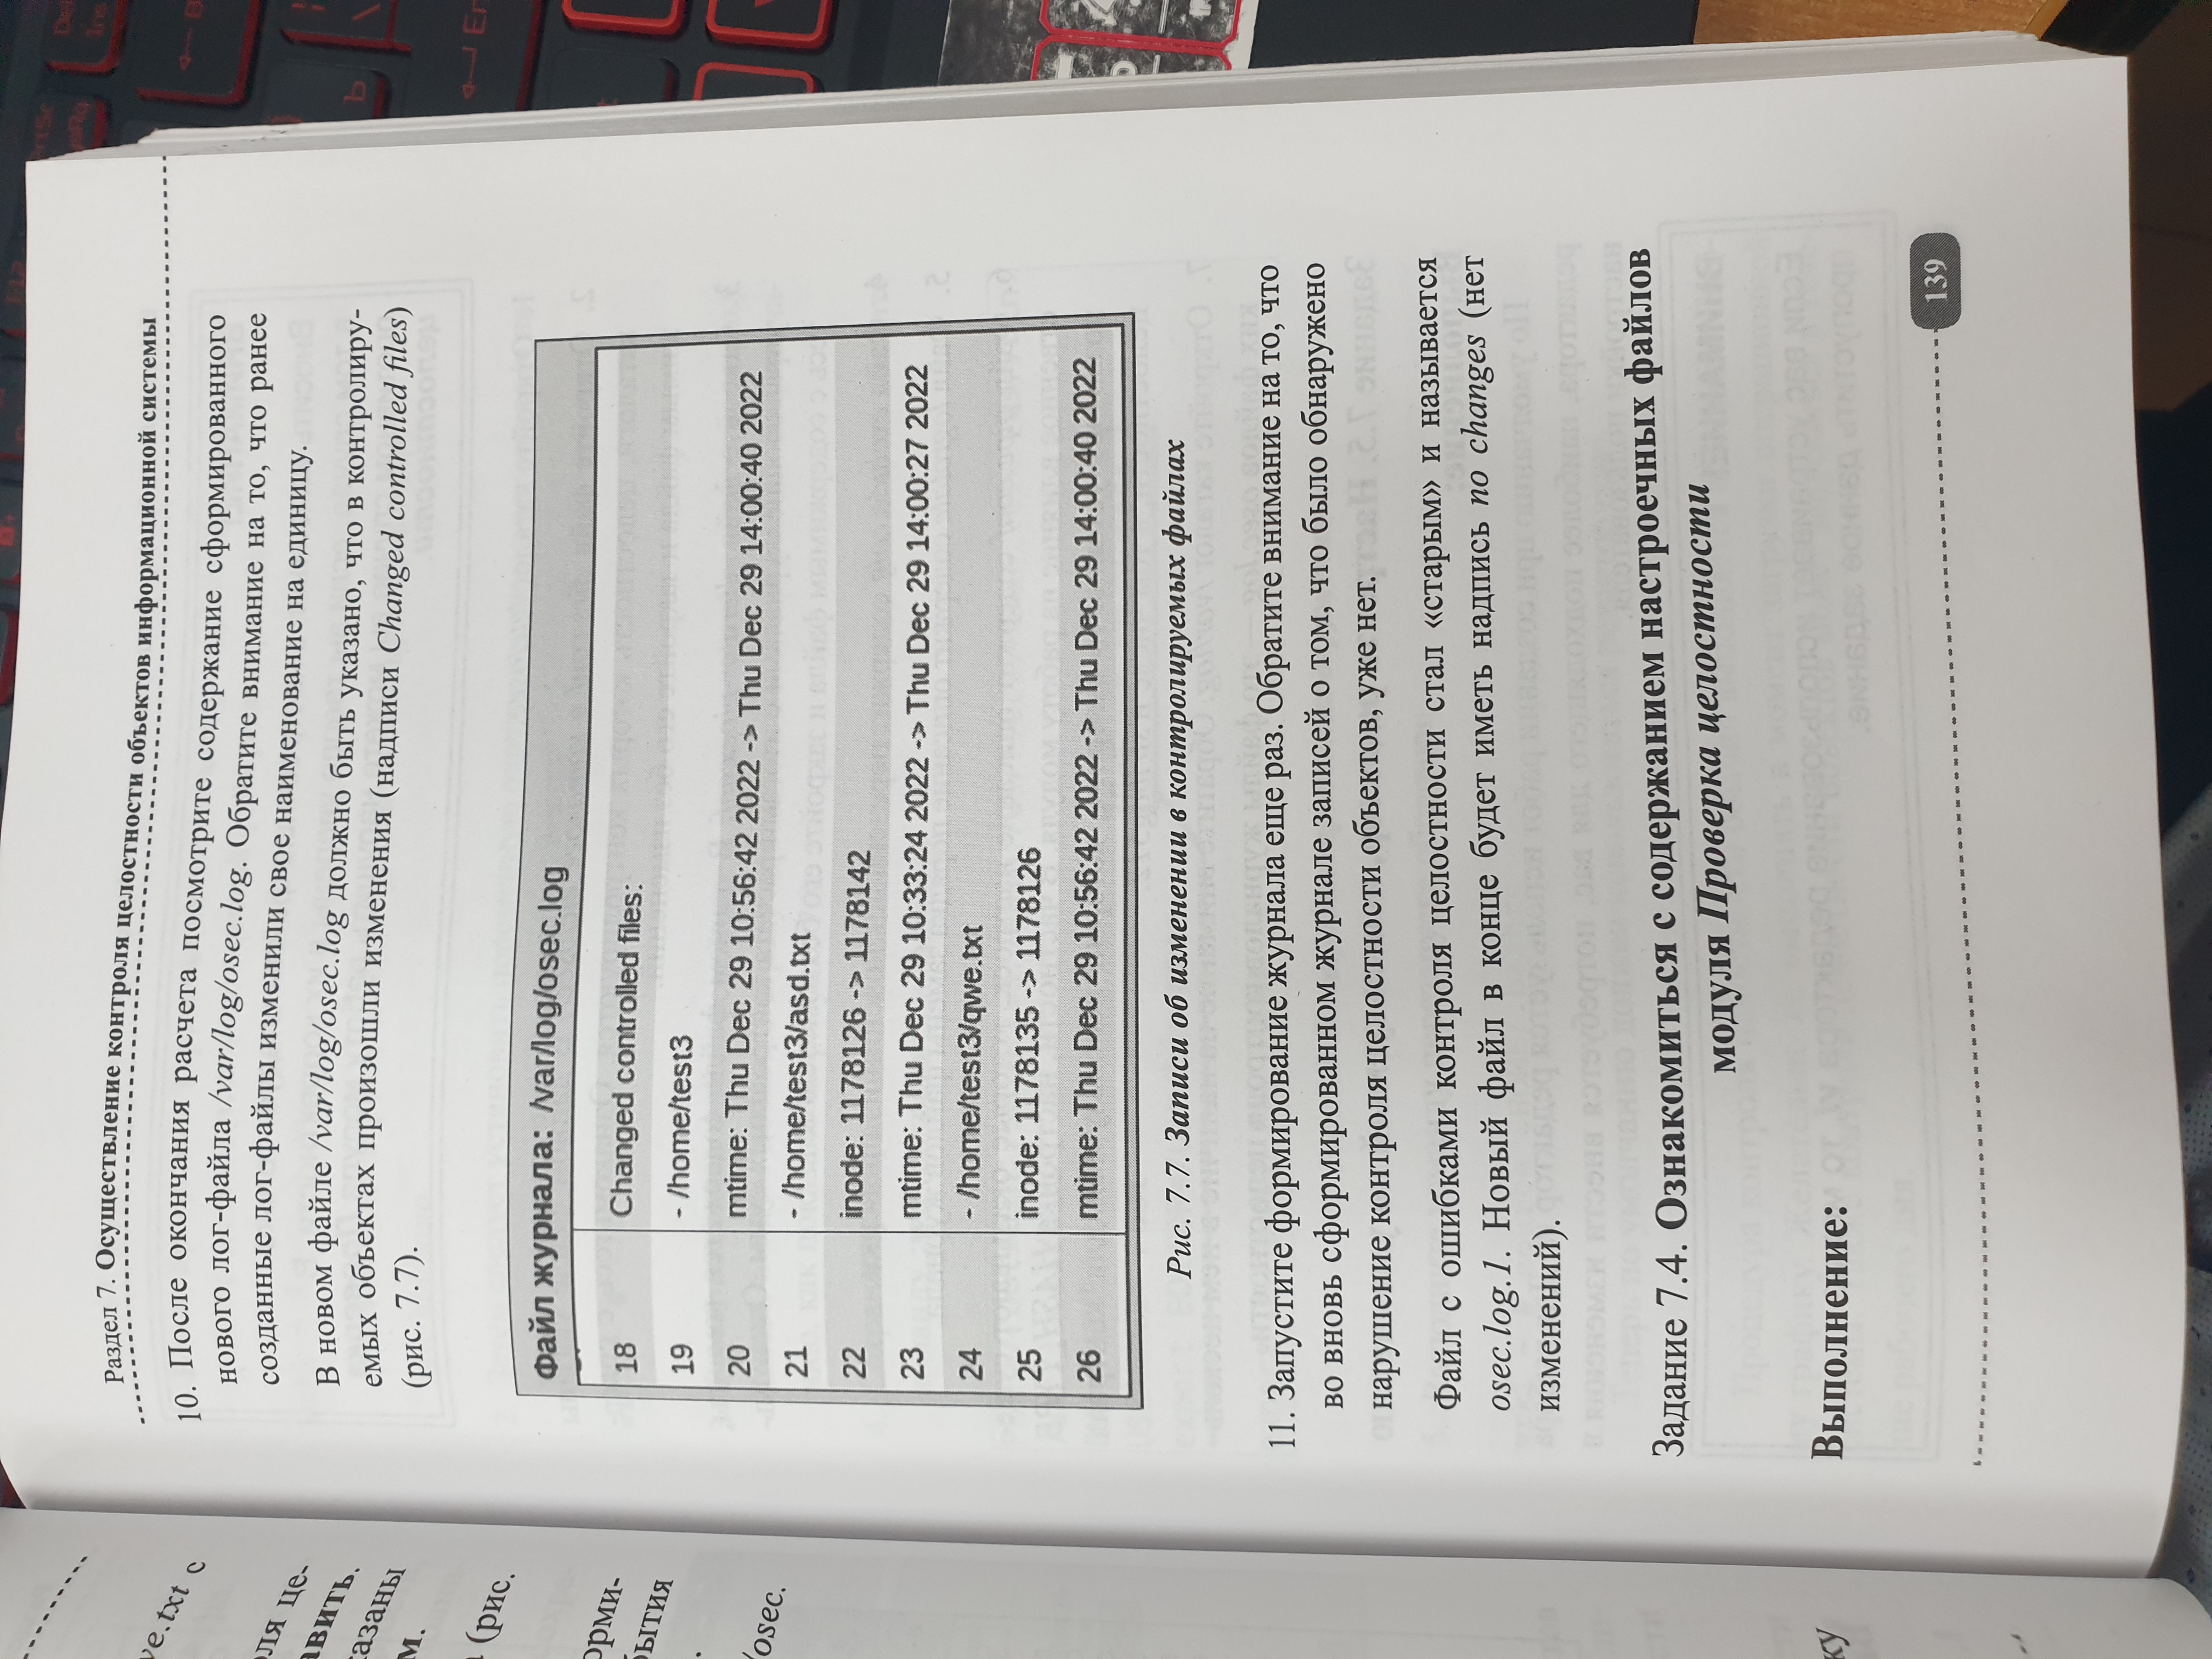 Раздел 7. Осуществление контроля целостности объектов информационной системы
10. После окончания расчета посмотрите содержание сформированного
нового лог-файла /var/log/osec.log. Обратите внимание на то, что ранее
созданные лог-файлы изменили свое наименование на единицу.
В новом файле /var/log/osec.log должно быть указано, что в контролиру-
емых объектах произошли изменения (надписи Changed controlled files)
(рис. 7.7).
Файл журнала: /var/log/osec.log
18 Changed controlled files:
19 - /home/test3
20 mtime: Thu Dec 29 10:56:42 2022 -> Thu Dec 29 14:00:40 2022
21 - /home/test3/asd.txt
22 inode: 1178126 -> 1178142
23 mtime: Thu Dec 29 10:33:24 2022 -> Thu Dec 29 14:00:27 2022
24 - /home/test3/qwe.txt
25 inode: 1178135 -> 1178126
26 mtime: Thu Dec 29 10:56:42 2022 -> Thu Dec 29 14:00:40 2022
Рис. 7.7. Записи об изменении в контролируемых файлах
11. Запустите формирование журнала еще раз. Обратите внимание на то, что
во вновь сформированном журнале записей о том, что было обнаружено
нарушение контроля целостности объектов, уже нет.
Файл с ошибками контроля целостности стал «старым» и называется
osec.log.1. Новый файл в конце будет иметь надпись no changes (нет
изменений).
Задание 7.4. Ознакомиться с содержанием настроечных файлов
модуля Проверка целостности
Выполнение:
139